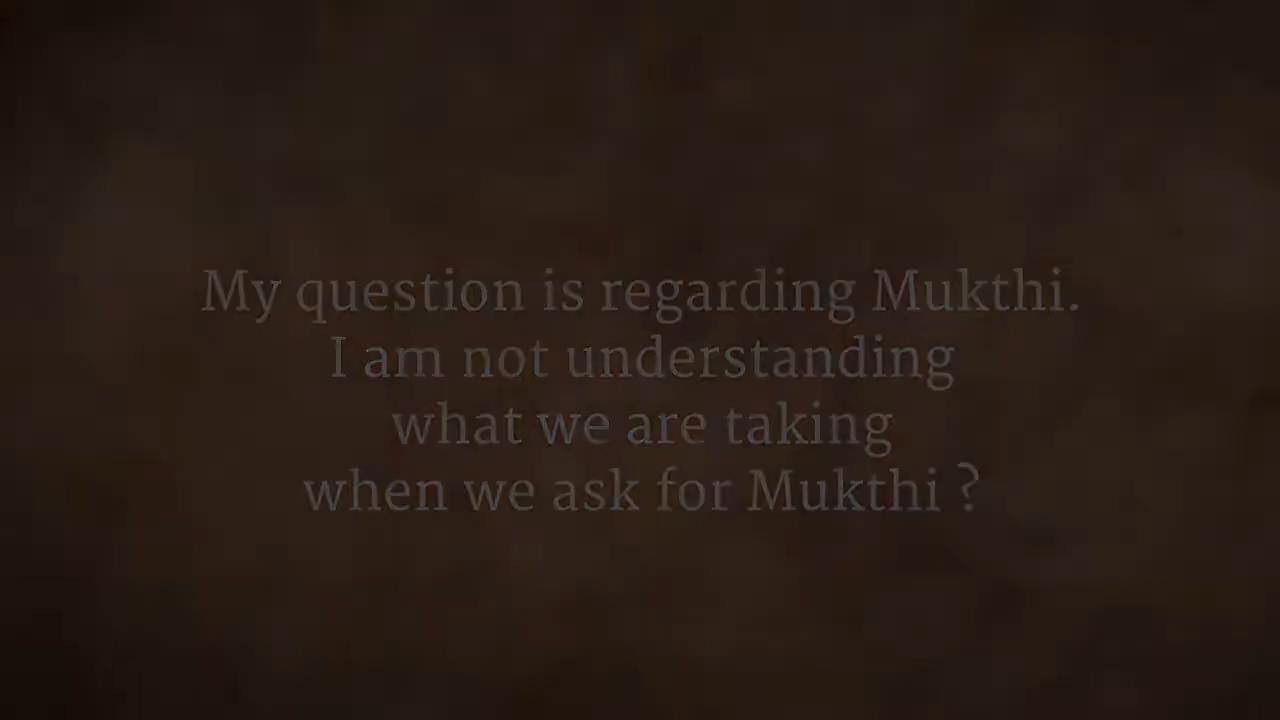 My question is regarding Mukthi.
I am not understanding
what we are taking
when we ask for Mukthi ?